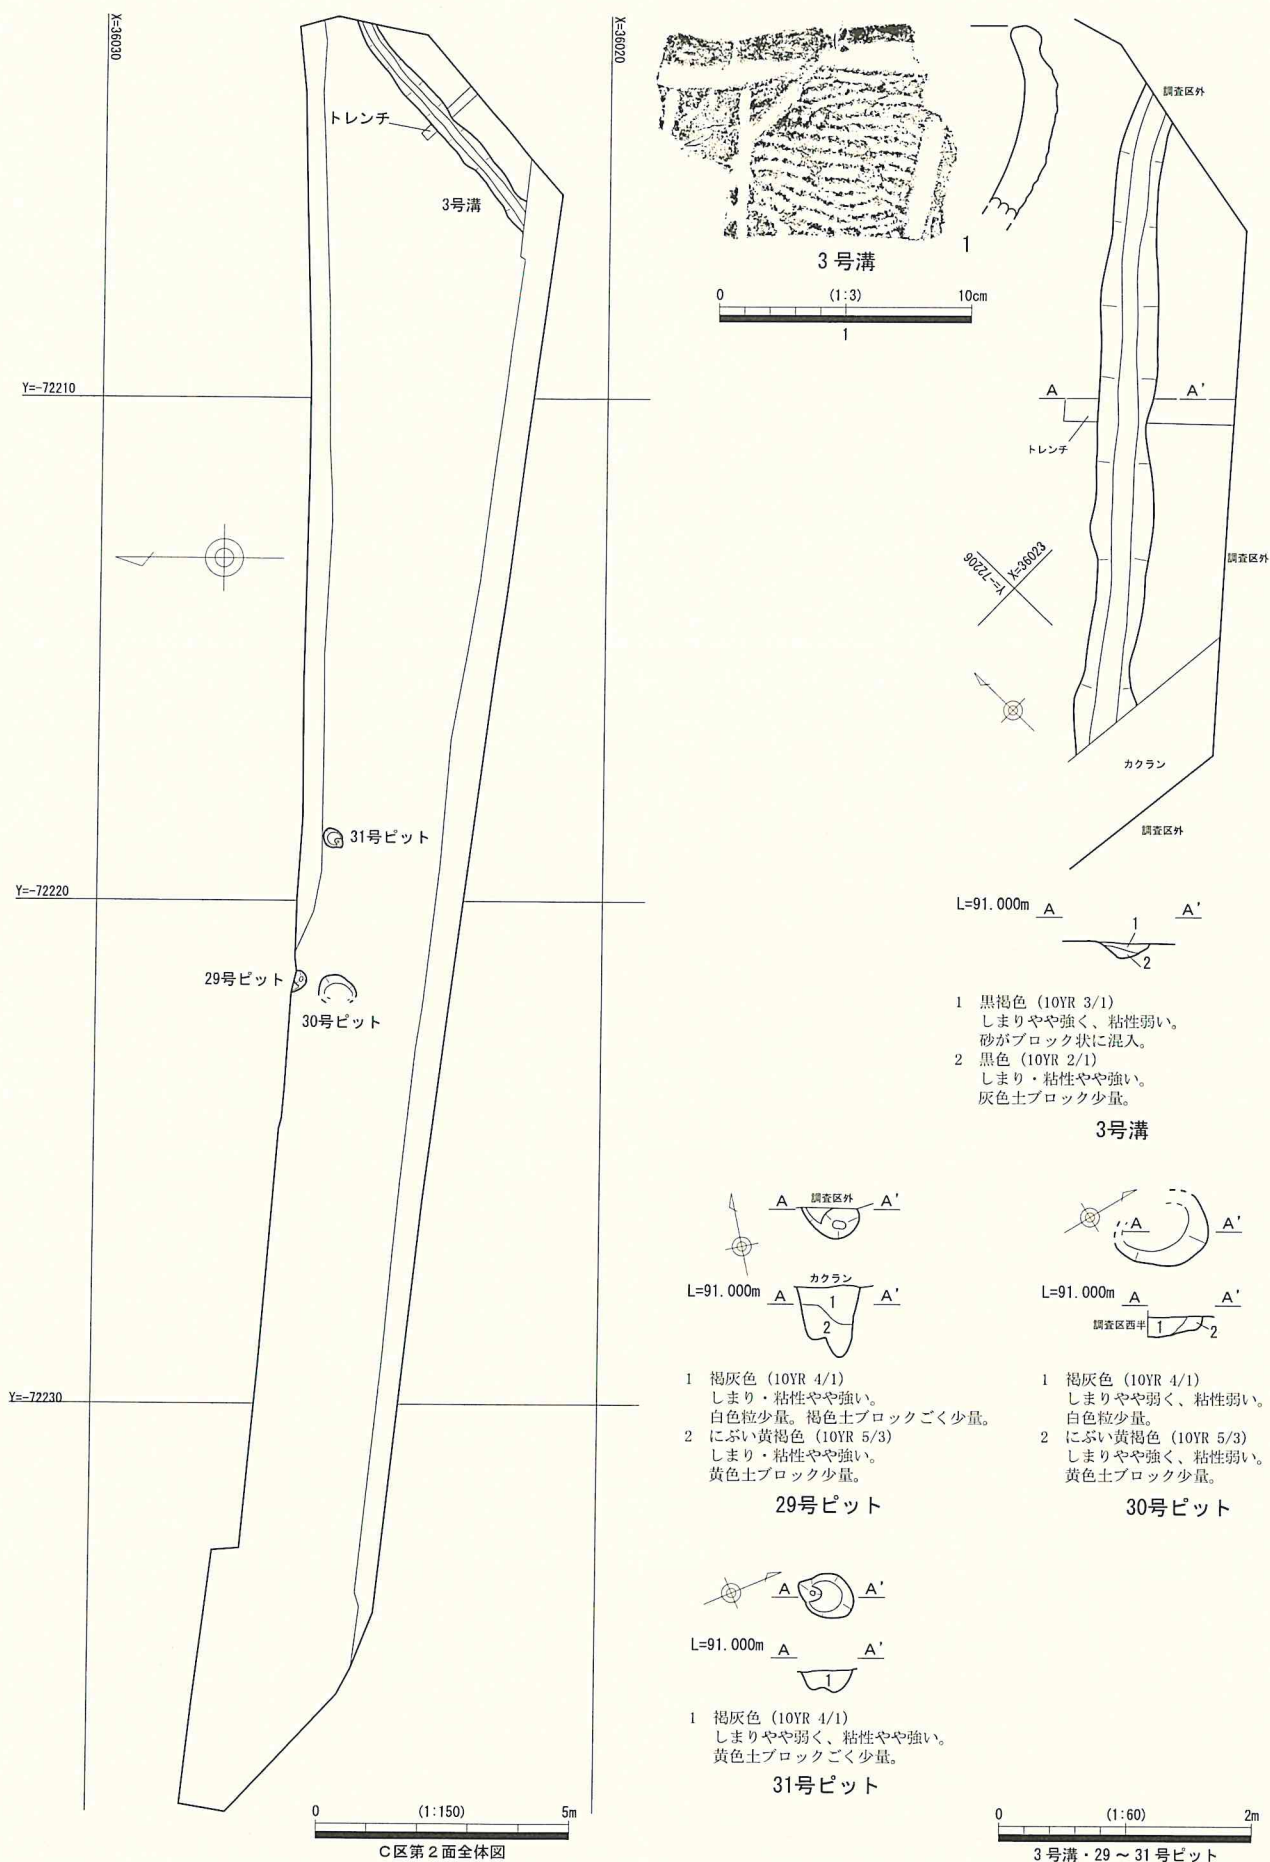 X=36030
X=36020
トレンチ
3号溝
Y=-72210
31号ピット
Y=-72220
29号ピット
30号ピット
Y=-72230
0 (1:150) 5m
C区第2面全体図
1
3号溝
0 (1:3) 10cm
1
調査区外
A A'
トレンチ
調査区外
X=36023
Y=-72206
カクラン
調査区外
L=91.000m A A'
1
2
1 黒褐色 (10YR 3/1)
しまりやや強く、粘性弱い。
砂がブロック状に混入。
2 黒色 (10YR 2/1)
しまり・粘性やや強い。
灰色土ブロック少量。
3号溝
A 調査区外 A'
カクラン
L=91.000m A A'
1
2
1 褐灰色 (10YR 4/1)
しまり・粘性やや強い。
白色粒少量。褐色土ブロックごく少量。
2 にぶい黄褐色 (10YR 5/3)
しまり・粘性やや強い。
黄色土ブロック少量。
29号ピット
A A'
L=91.000m A A'
調査区西半 1 2
1 褐灰色 (10YR 4/1)
しまりやや弱く、粘性弱い。
白色粒少量。
2 にぶい黄褐色 (10YR 5/3)
しまりやや強く、粘性弱い。
黄色土ブロック少量。
30号ピット
A A'
L=91.000m A A'
1
1 褐灰色 (10YR 4/1)
しまりやや弱く、粘性やや強い。
黄色土ブロックごく少量。
31号ピット
0 (1:60) 2m
3号溝・29～31号ピット